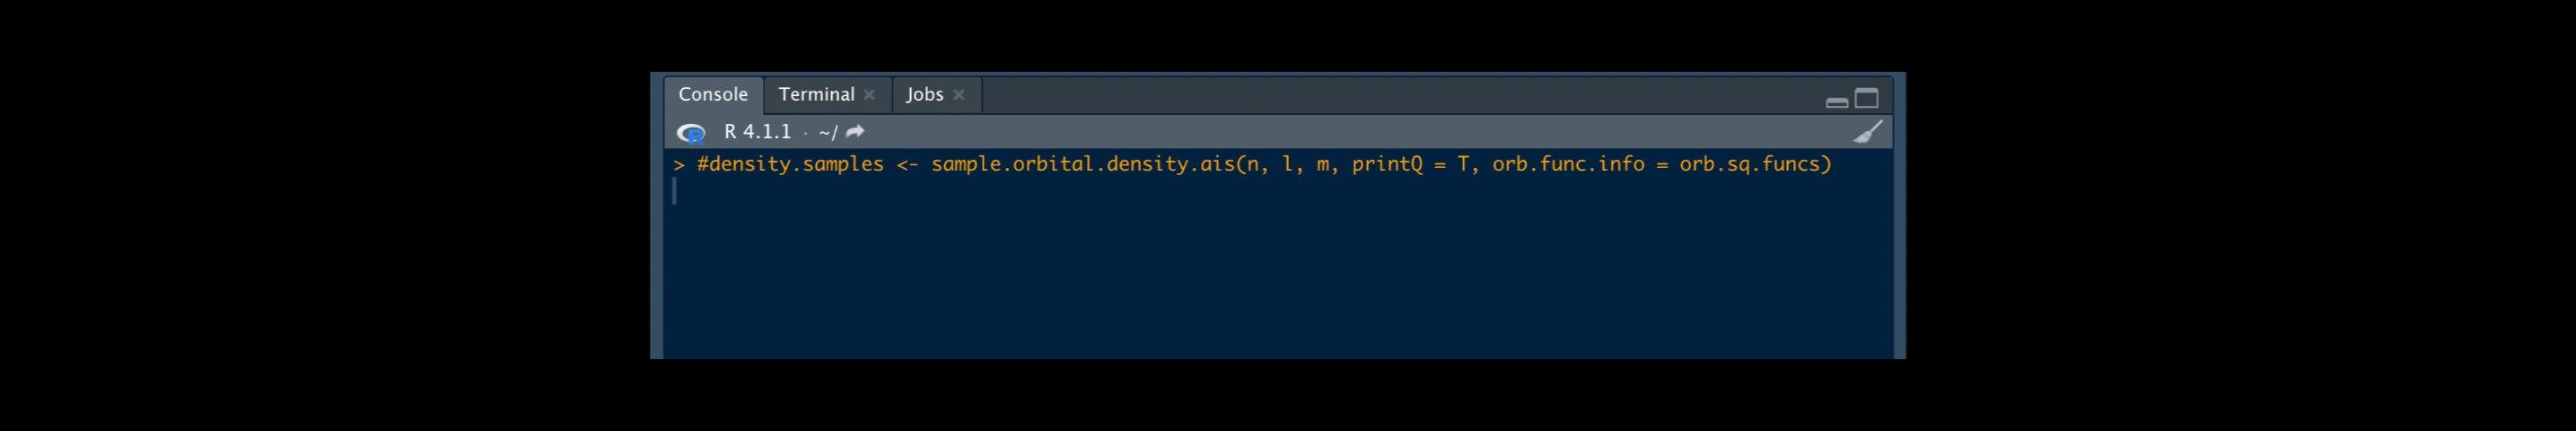 Console Terminal × Jobs ×
R R 4.1.1 · ~/
> #density.samples <- sample.orbital.density.ais(n, l, m, printQ = T, orb.func.info = orb.sq.funcs)